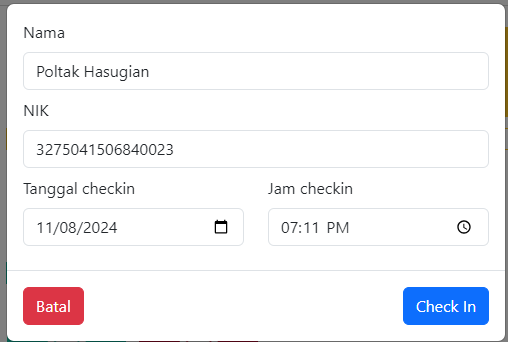 Nama
Poltak Hasugian
NIK
3275041506840023
Tanggal checkin Jam checkin
11/08/2024 07:11 PM
Batal Check In